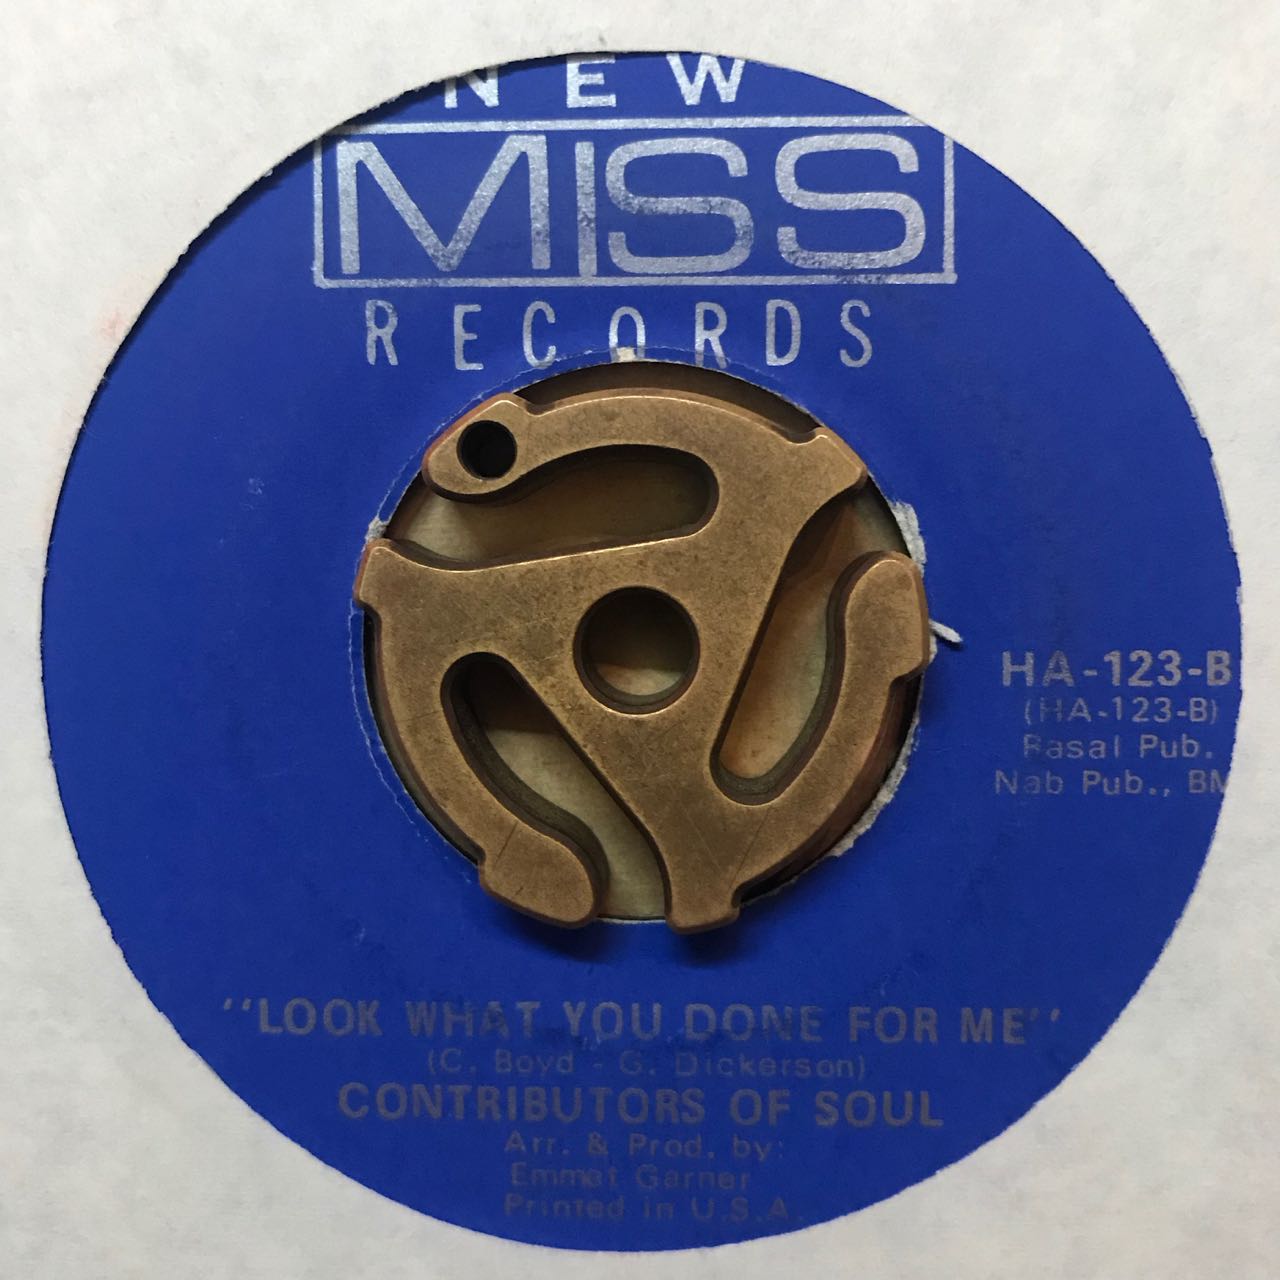 NEW
MISS
RECORDS
HA-123-B
(HA-123-B)
Rasal Pub.
Nab Pub., BM
"LOOK WHAT YOU DONE FOR ME"
(C. Boyd - G. Dickerson)
CONTRIBUTORS OF SOUL
Arr. & Prod. by:
Emmet Garner
Printed in U.S.A.